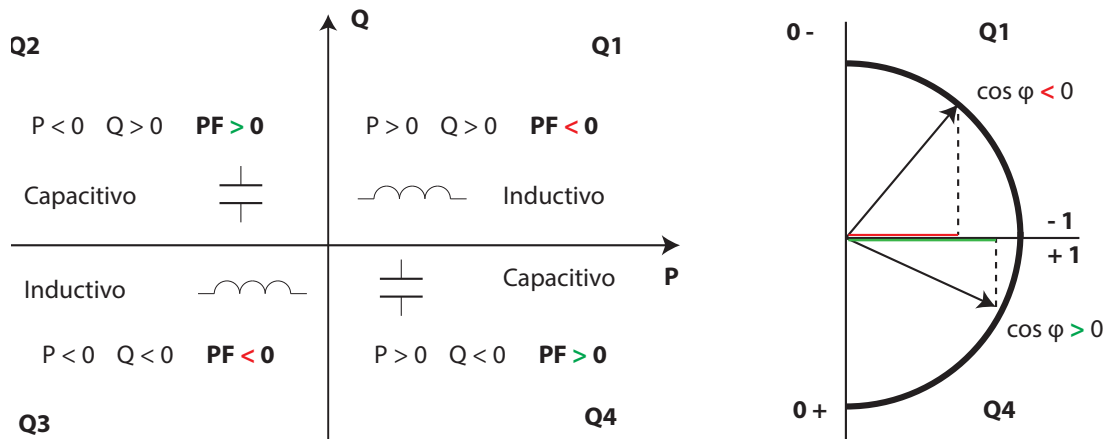 Q
Q2
Q1
P < 0 Q > 0 PF > 0
P > 0 Q > 0 PF < 0
Capacitivo
Inductivo
P
Inductivo
Capacitivo
P < 0 Q < 0 PF < 0
P > 0 Q < 0 PF > 0
Q3
Q4
0 -
Q1
cos φ < 0
- 1
+ 1
cos φ > 0
0 +
Q4